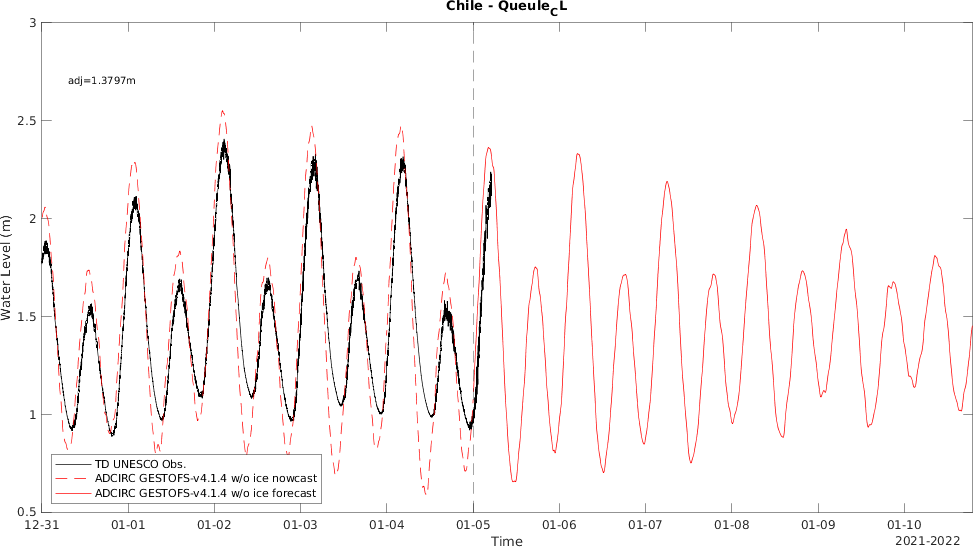 Chile - Queule_CL
3
adj=1.3797m
2.5
2
1.5
1
0.5
Water Level (m)
TD UNESCO Obs.
ADCIRC GESTOFS-v4.1.4 w/o ice nowcast
ADCIRC GESTOFS-v4.1.4 w/o ice forecast
12-31 01-01 01-02 01-03 01-04 01-05 01-06 01-07 01-08 01-09 01-10
Time
2021-2022